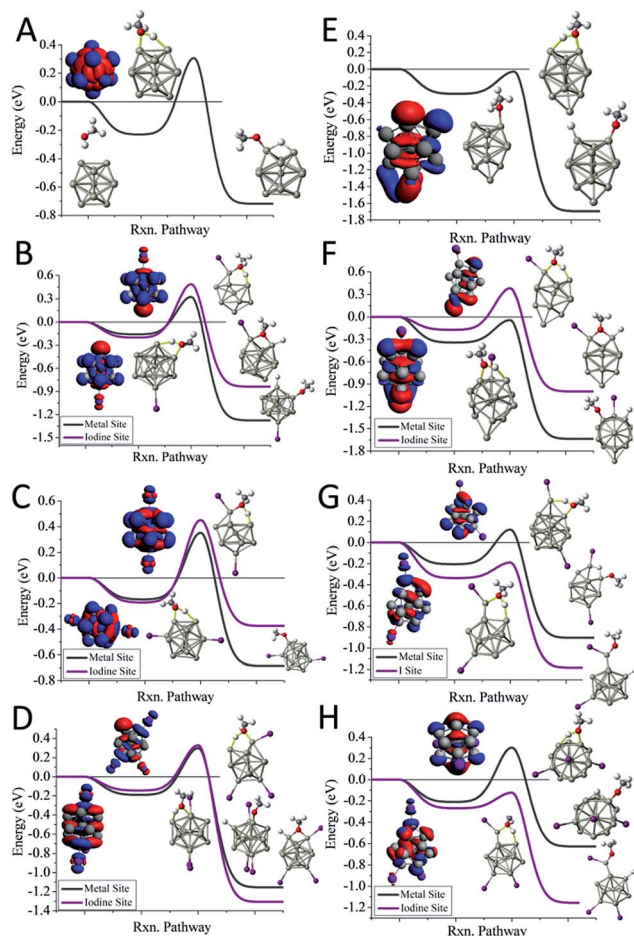 A
Energy (eV)
0.4
0.2
0.0
-0.2
-0.4
-0.6
-0.8
Rxn. Pathway
E
Energy (eV)
0.4
0.2
0.0
-0.2
-0.4
-0.6
-0.8
-1.0
-1.2
-1.4
-1.6
-1.8
Rxn. Pathway
B
Energy (eV)
0.6
0.3
0.0
-0.3
-0.6
-0.9
-1.2
-1.5
Metal Site
Iodine Site
Rxn. Pathway
F
Energy (eV)
0.6
0.3
0.0
-0.3
-0.6
-0.9
-1.2
-1.5
-1.8
Metal Site
Iodine Site
Rxn. Pathway
C
Energy (eV)
0.6
0.4
0.2
0.0
-0.2
-0.4
-0.6
-0.8
Metal Site
Iodine Site
Rxn. Pathway
G
Energy (eV)
0.6
0.4
0.2
0.0
-0.2
-0.4
-0.6
-0.8
-1.0
-1.2
Metal Site
I Site
Rxn. Pathway
D
Energy (eV)
0.6
0.4
0.2
0.0
-0.2
-0.4
-0.6
-0.8
-1.0
-1.2
-1.4
Metal Site
Iodine Site
Rxn. Pathway
H
Energy (eV)
0.4
0.2
0.0
-0.2
-0.4
-0.6
-0.8
-1.0
-1.2
Metal Site
Iodine Site
Rxn. Pathway